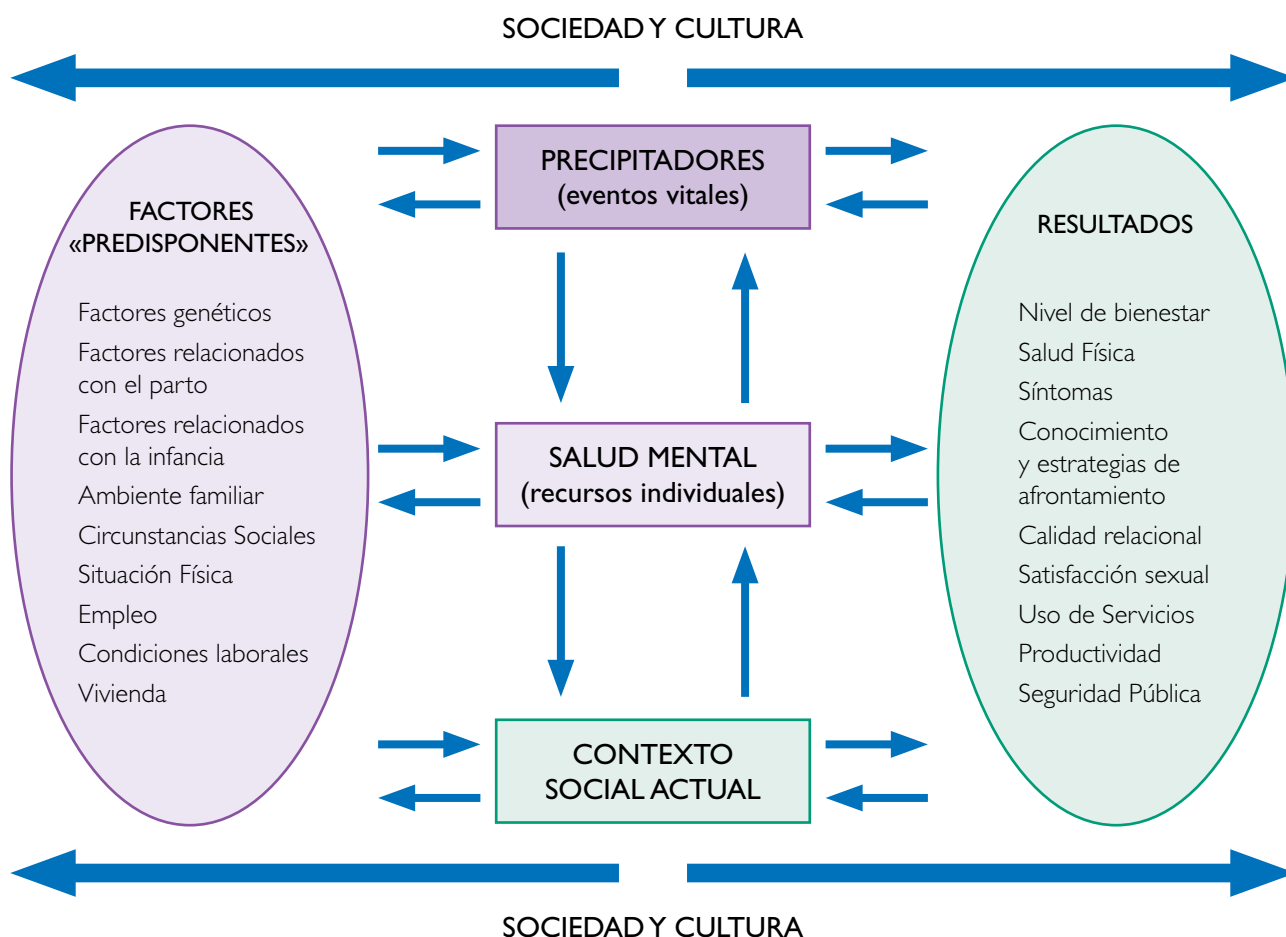 SOCIEDAD Y CULTURA
FACTORES
«PREDISPONENTES»
Factores genéticos
Factores relacionados
con el parto
Factores relacionados
con la infancia
Ambiente familiar
Circunstancias Sociales
Situación Física
Empleo
Condiciones laborales
Vivienda
PRECIPITADORES
(eventos vitales)
SALUD MENTAL
(recursos individuales)
CONTEXTO
SOCIAL ACTUAL
RESULTADOS
Nivel de bienestar
Salud Física
Síntomas
Conocimiento
y estrategias de
afrontamiento
Calidad relacional
Satisfacción sexual
Uso de Servicios
Productividad
Seguridad Pública
SOCIEDAD Y CULTURA